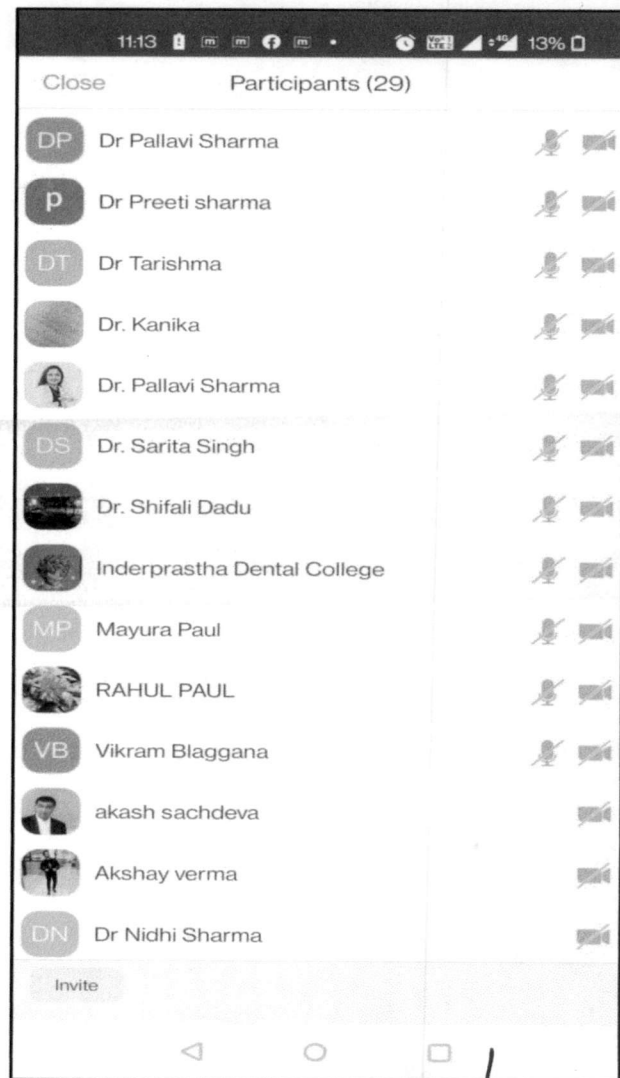 11:13 13%
Close Participants (29)
DP Dr Pallavi Sharma
p Dr Preeti sharma
DT Dr Tarishma
Dr. Kanika
Dr. Pallavi Sharma
DS Dr. Sarita Singh
Dr. Shifali Dadu
Inderprastha Dental College
MP Mayura Paul
RAHUL PAUL
VB Vikram Blaggana
akash sachdeva
Akshay verma
DN Dr Nidhi Sharma
Invite